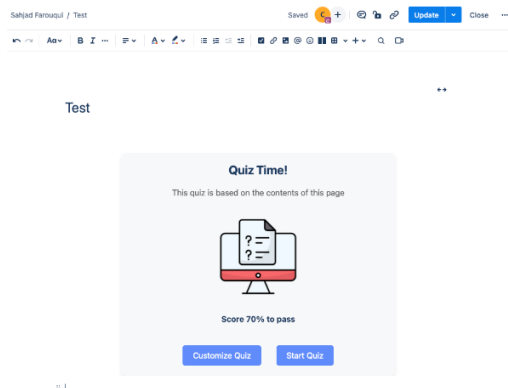 Sahjad Farouqui / Test
Saved
C
Update
Close
Aa
B I
A
Test
Quiz Time!
This quiz is based on the contents of this page
? 
?
Score 70% to pass
Customize Quiz
Start Quiz